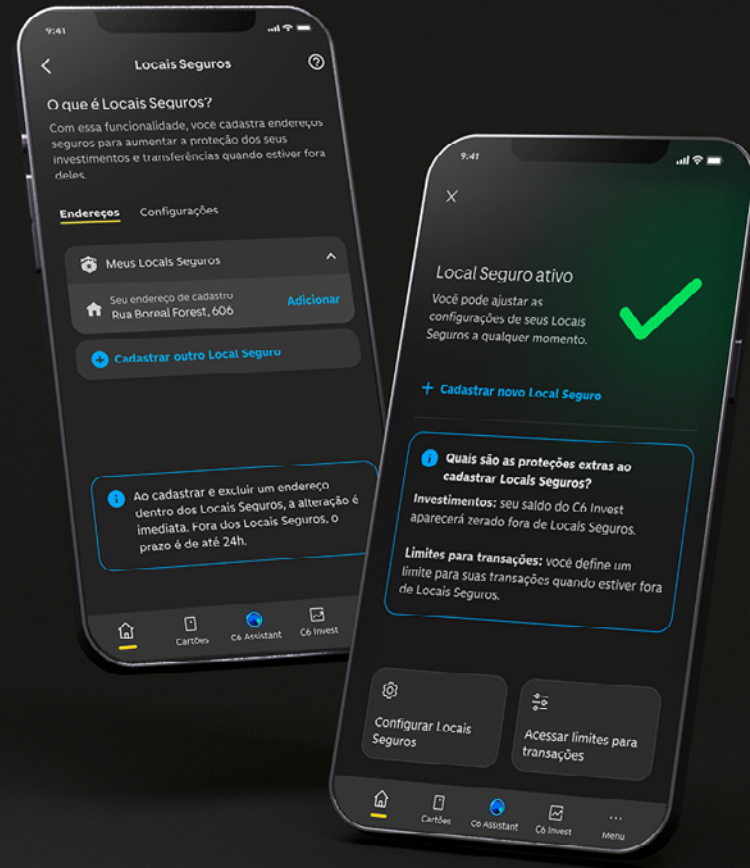 9:41
Locais Seguros
O que é Locais Seguros?
Com essa funcionalidade, você cadastra endereços
seguros para aumentar a proteção dos seus
investimentos e transferências quando estiver fora
deles.
Endereços Configurações
Meus Locais Seguros
Seu endereço de cadastro
Rua Boreal Forest, 606
Adicionar
Cadastrar outro Local Seguro
Ao cadastrar e excluir um endereço
dentro dos Locais Seguros, a alteração é
imediata. Fora dos Locais Seguros, o
prazo é de até 24h.
Cartões C6 Assistant C6 Invest
9:41
Local Seguro ativo
Você pode ajustar as
configurações de seus Locais
Seguros a qualquer momento.
+ Cadastrar novo Local Seguro
Quais são as proteções extras ao
cadastrar Locais Seguros?
Investimentos: seu saldo do C6 Invest
aparecerá zerado fora de Locais Seguros.
Limites para transações: você define um
limite para suas transações quando estiver fora
de Locais Seguros.
Configurar Locais
Seguros
Acessar limites para
transações
Cartões C6 Assistant C6 Invest Menu